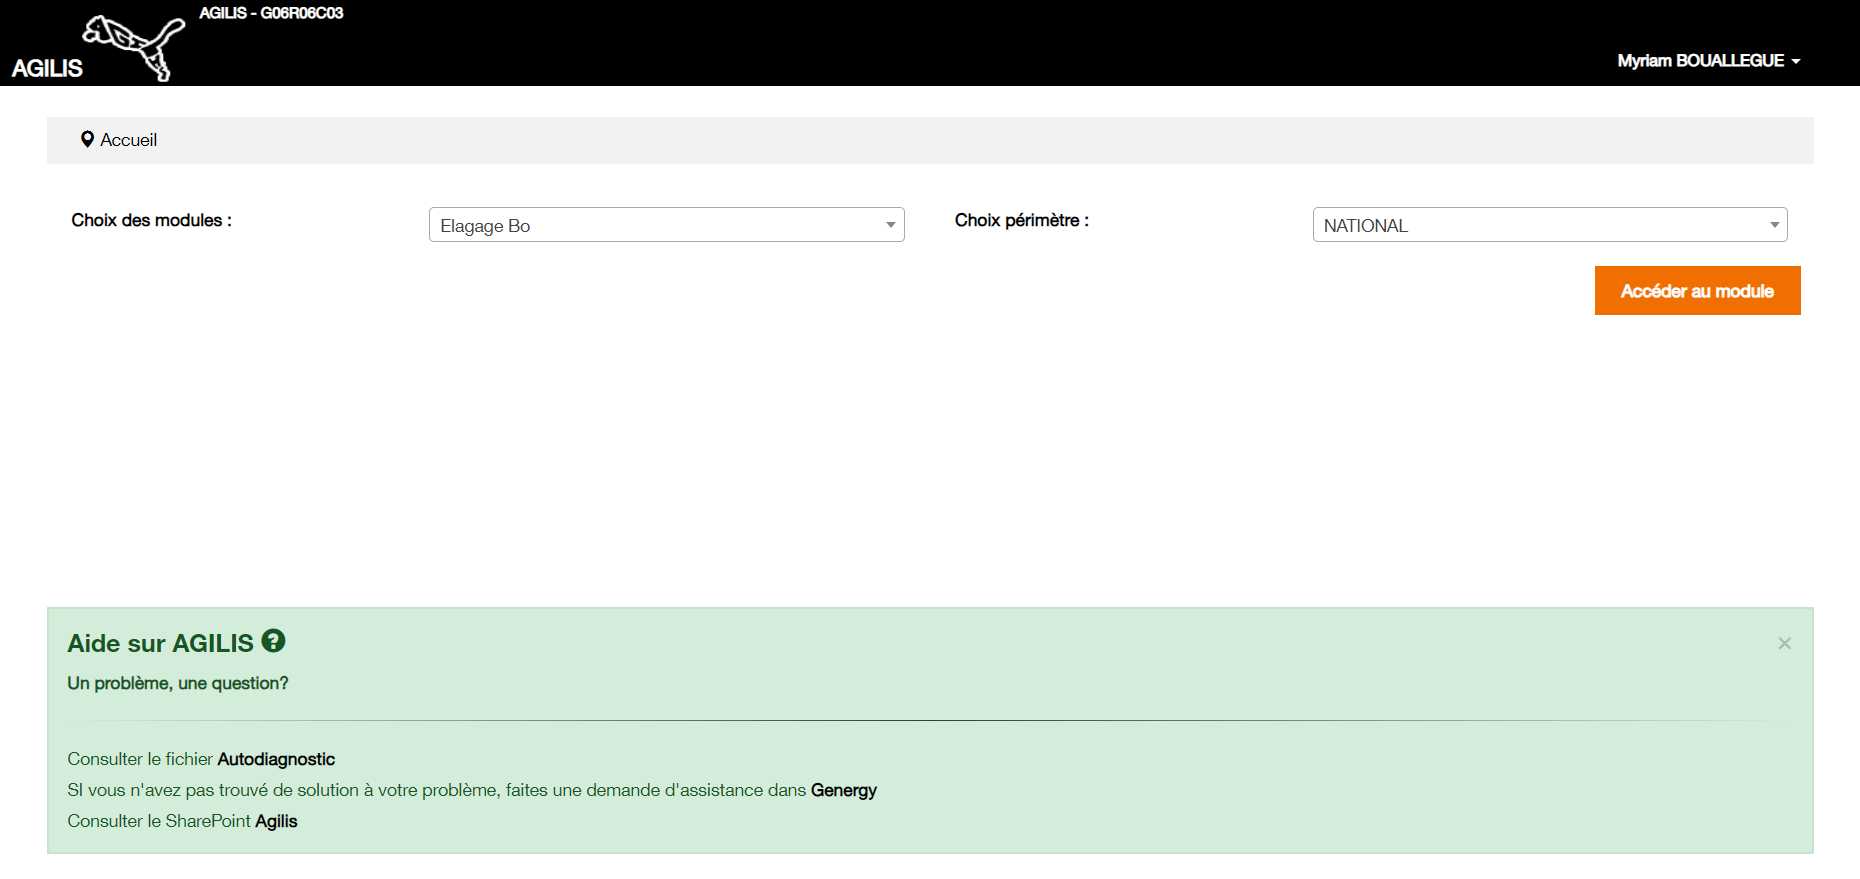 AGILIS - G06R06C03
AGILIS
Myriam BOUALLEGUE
Accueil
Choix des modules :
Elagage Bo
Choix périmètre :
NATIONAL
Accéder au module
Aide sur AGILIS ?
×
Un problème, une question?
Consulter le fichier Autodiagnostic
SI vous n'avez pas trouvé de solution à votre problème, faites une demande d'assistance dans Genergy
Consulter le SharePoint Agilis